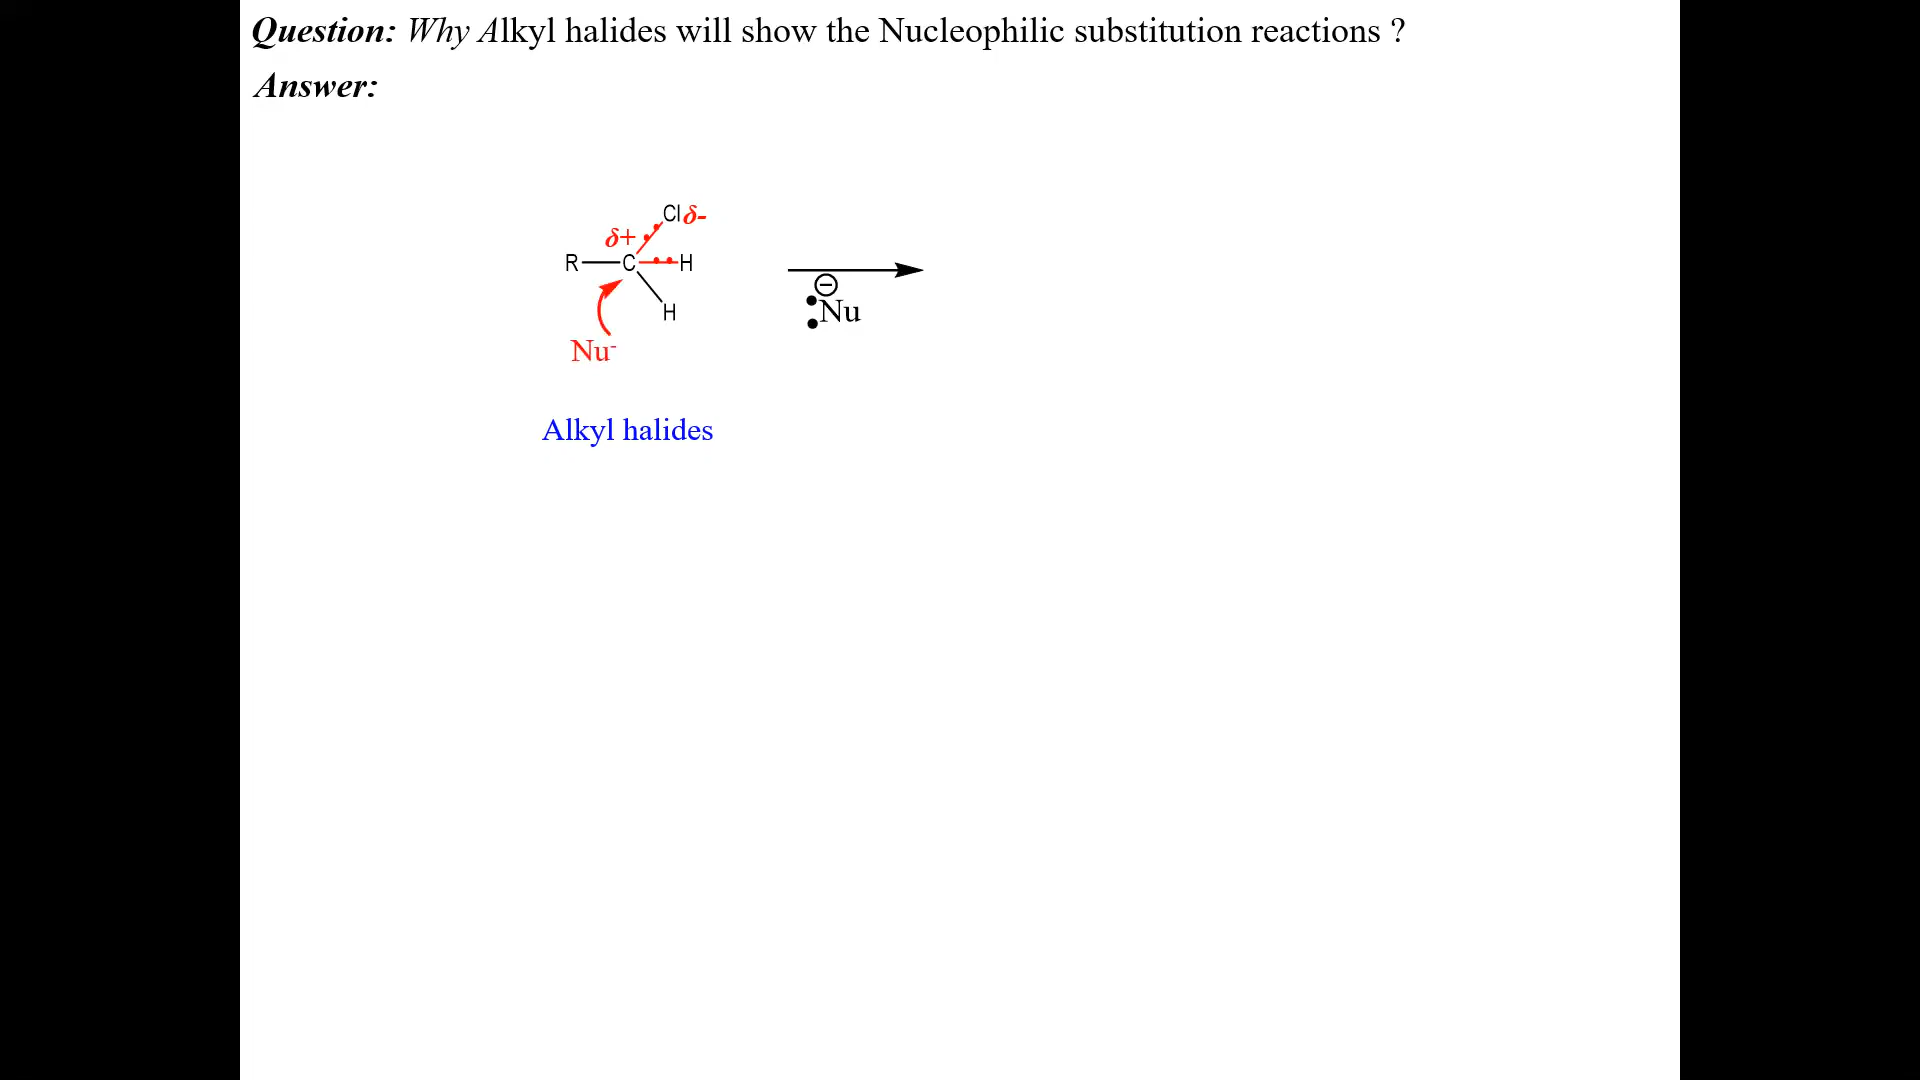 Question: Why Alkyl halides will show the Nucleophilic substitution reactions ?
Answer:
Cl δ-
δ+
R C H
H
Nu-
⊖
:Nu
Alkyl halides